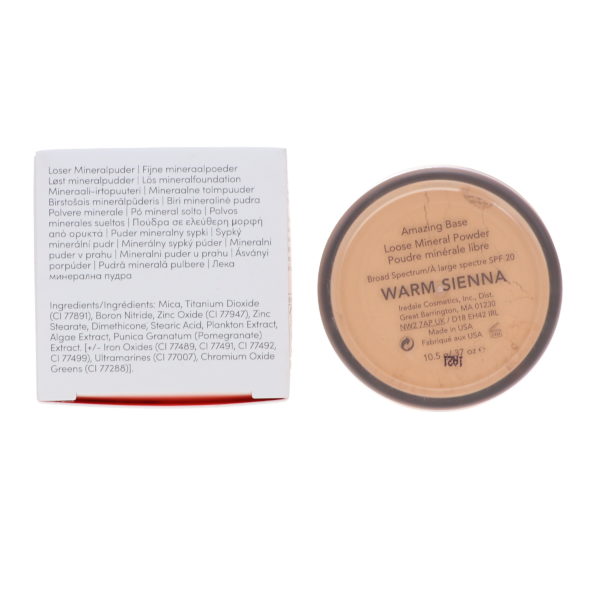 Loser Mineralpuder | Fijne mineraalpoeder
Løst mineralpudder | Lös mineralfoundation
Mineraali-irtopuuteri | Mineraalne tolmpuuder
Birstošais minerālpūderis | Biri mineralinė pudra
Polvere minerale | Pó mineral solto | Polvos
minerales sueltos | Πούδρα σε ελεύθερη μορφή
από ορυκτα | Puder mineralny sypki | Sypký
minerální pudr | Minerálny sypký púder | Mineralni
puder v prahu | Mineralni puder u prahu | Ásványi
porpúder | Pudră minerală pulbere | Лека
минерална пудра
Ingredients/Ingrédients: Mica, Titanium Dioxide
(CI 77891), Boron Nitride, Zinc Oxide (CI 77947), Zinc
Stearate, Dimethicone, Stearic Acid, Plankton Extract,
Algae Extract, Punica Granatum (Pomegranate)
Extract. [+/- Iron Oxides (CI 77489, CI 77491, CI 77492,
CI 77499), Ultramarines (CI 77007), Chromium Oxide
Greens (CI 77288)].
Amazing Base
Loose Mineral Powder
Poudre minérale libre
Broad Spectrum/A large spectre SPF 20
WARM SIENNA
Iredale Cosmetics, Inc., Dist.
Great Barrington, MA 01230
NW2 7AP UK / D18 EH42 IRL
Made in USA
Fabriqué aux USA
10.5 g/.37 oz